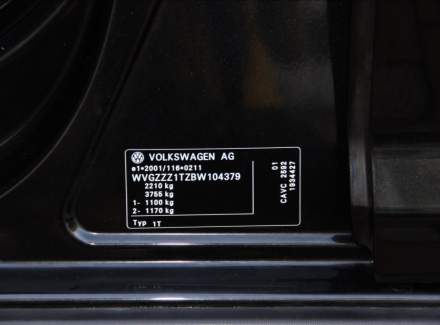 VOLKSWAGEN AG
e1*2001/116*0211
WVGZZZ1TZBW104379
2210 kg
3755 kg
1- 1100 kg
2- 1170 kg
TYP 1T
01
CAVC 2592
1934427